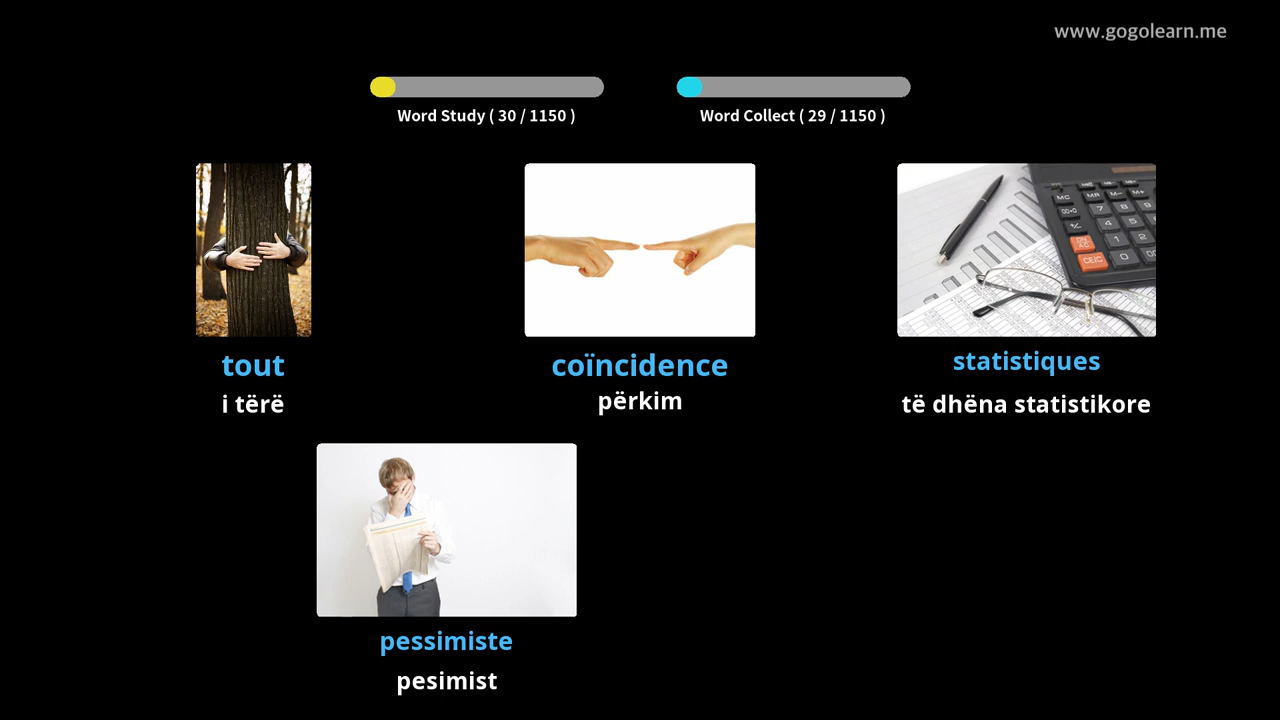 www.gogolearn.me
Word Study ( 30 / 1150 )
Word Collect ( 29 / 1150 )
tout
i tërë
coïncidence
përkim
statistiques
të dhëna statistikore
pessimiste
pesimist